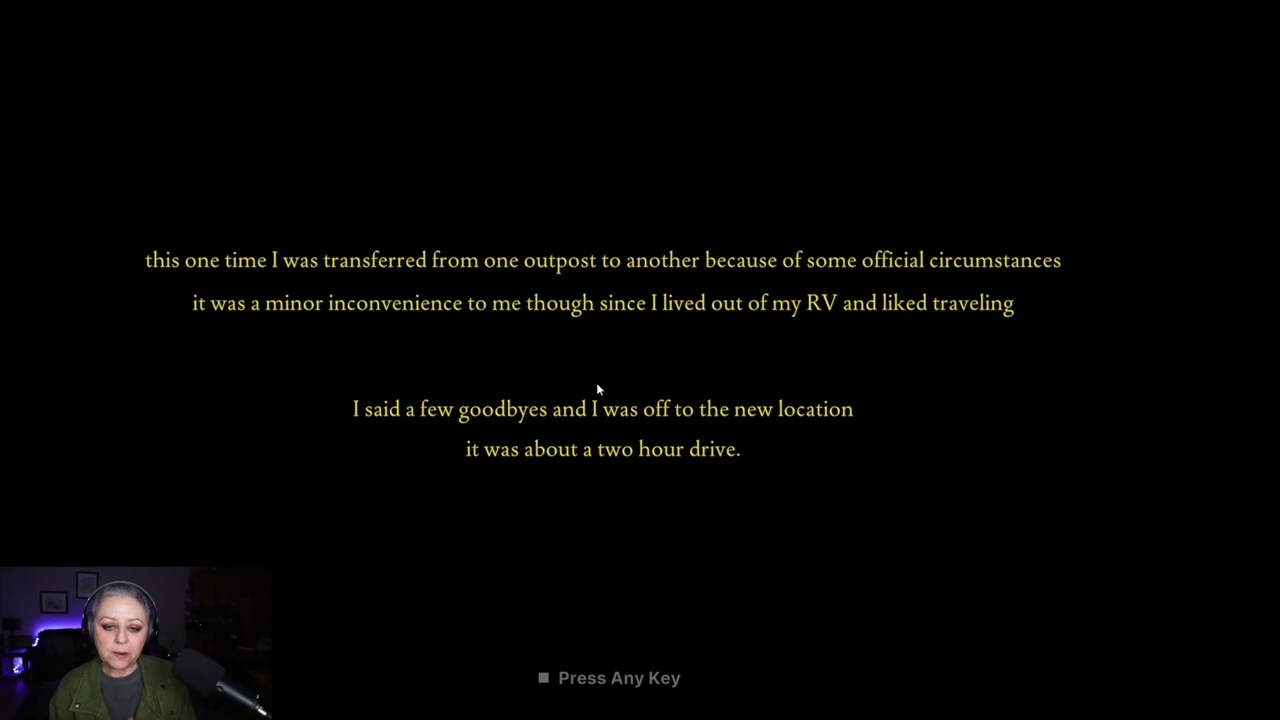 this one time I was transferred from one outpost to another because of some official circumstances
it was a minor inconvenience to me though since I lived out of my RV and liked traveling
I said a few goodbyes and I was off to the new location
it was about a two hour drive.
Press Any Key